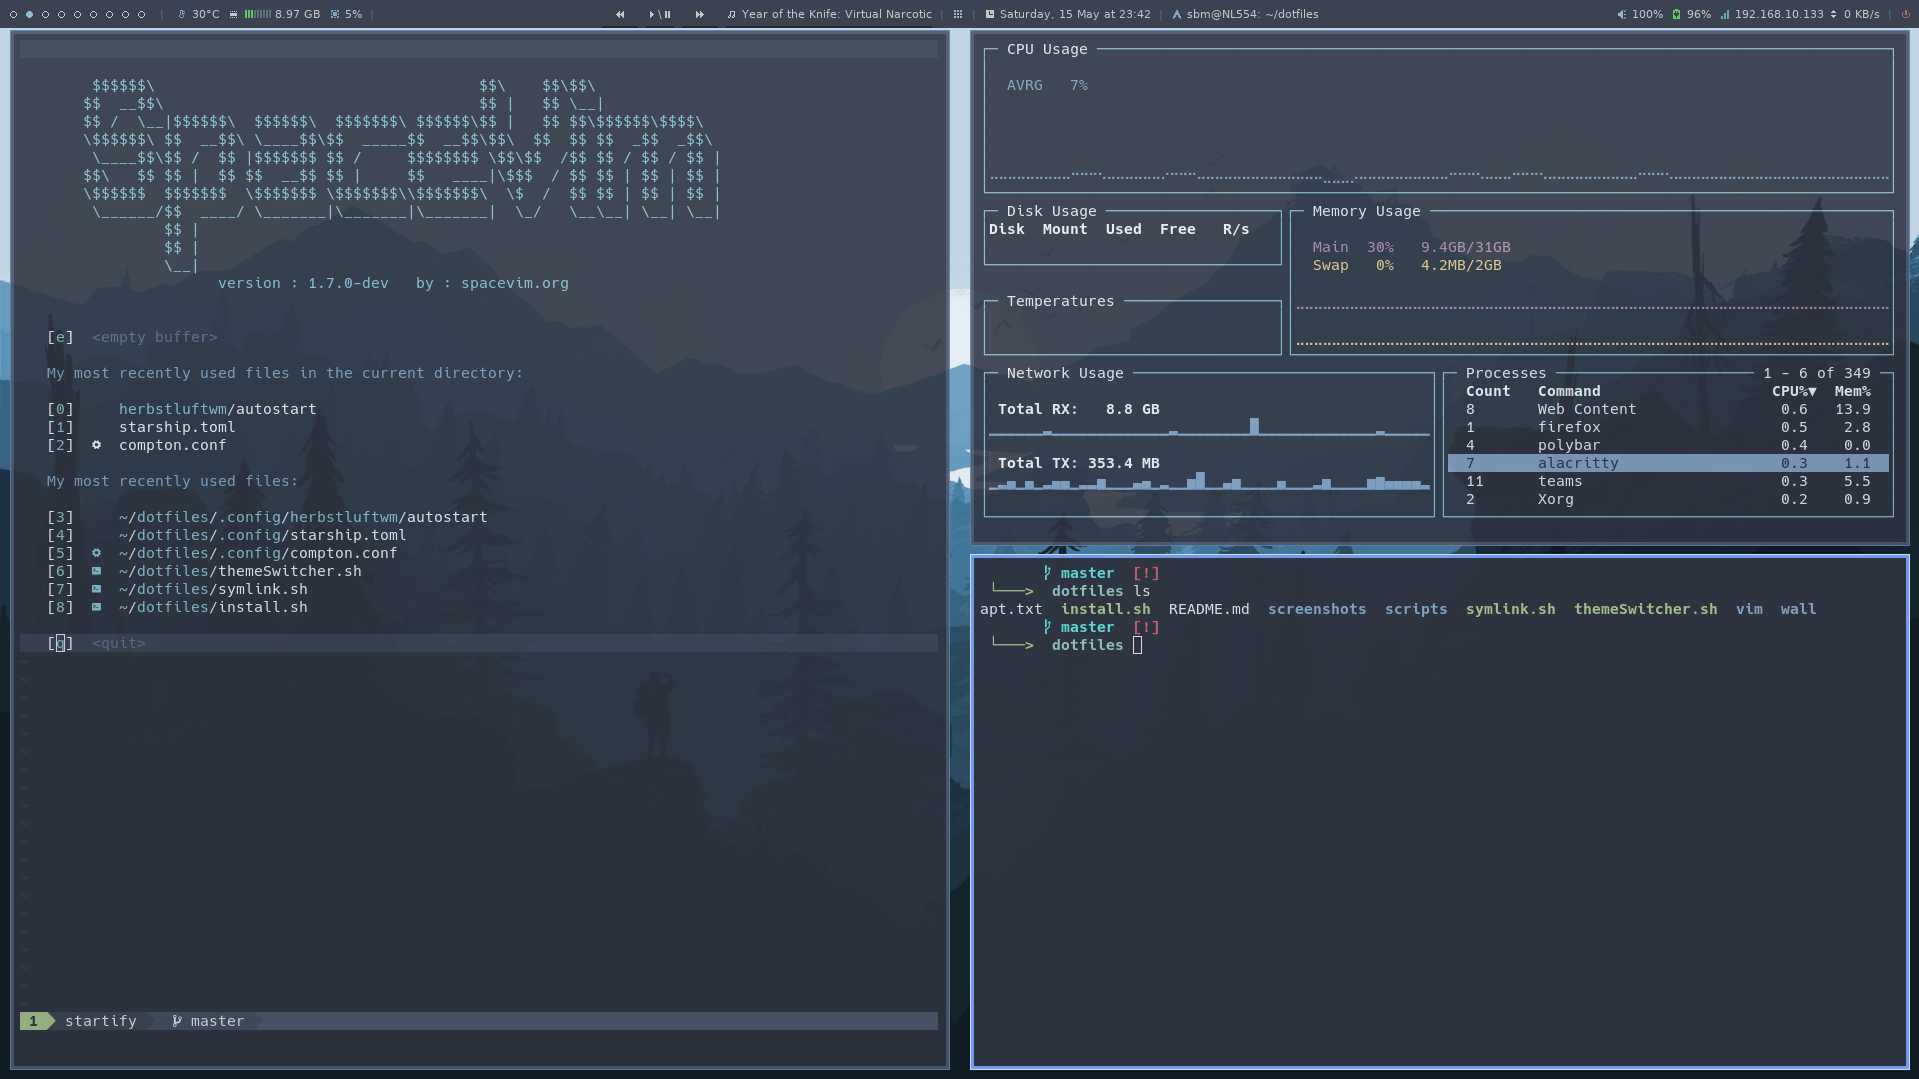 30°C 8.97 GB 5% Year of the Knife: Virtual Narcotic Saturday, 15 May at 23:42 sbm@NL554: ~/dotfiles 100% 96% 192.168.10.133 0 KB/s
version : 1.7.0-dev   by : spacevim.org
[e]  <empty buffer>
My most recently used files in the current directory:
[0]     herbstluftwm/autostart
[1]     starship.toml
[2]     compton.conf
My most recently used files:
[3]     ~/dotfiles/.config/herbstluftwm/autostart
[4]     ~/dotfiles/.config/starship.toml
[5]     ~/dotfiles/.config/compton.conf
[6]     ~/dotfiles/themeSwitcher.sh
[7]     ~/dotfiles/symlink.sh
[8]     ~/dotfiles/install.sh
[q]  <quit>
1 startify master
CPU Usage
AVRG   7%
Disk Usage
Disk  Mount  Used  Free   R/s
Memory Usage
Main  30%   9.4GB/31GB
Swap   0%   4.2MB/2GB
Temperatures
Network Usage
Total RX:   8.8 GB
Total TX: 353.4 MB
Processes 1 - 6 of 349
Count   Command   CPU%▼  Mem%
8   Web Content   0.6   13.9
1   firefox   0.5   2.8
4   polybar   0.4   0.0
7   alacritty   0.3   1.1
11   teams   0.3   5.5
2   Xorg   0.2   0.9
master  [!]
└───>  dotfiles ls
apt.txt  install.sh  README.md  screenshots  scripts  symlink.sh  themeSwitcher.sh  vim  wall
master  [!]
└───>  dotfiles